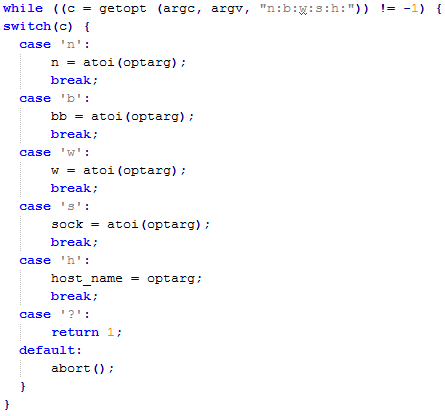 while ((c = getopt (argc, argv, "n:b:w:s:h:")) != -1) {
switch(c) {
case 'n':
n = atoi(optarg);
break;
case 'b':
bb = atoi(optarg);
break;
case 'w':
w = atoi(optarg);
break;
case 's':
sock = atoi(optarg);
break;
case 'h':
host_name = optarg;
break;
case '?':
return 1;
default:
abort();
}
}